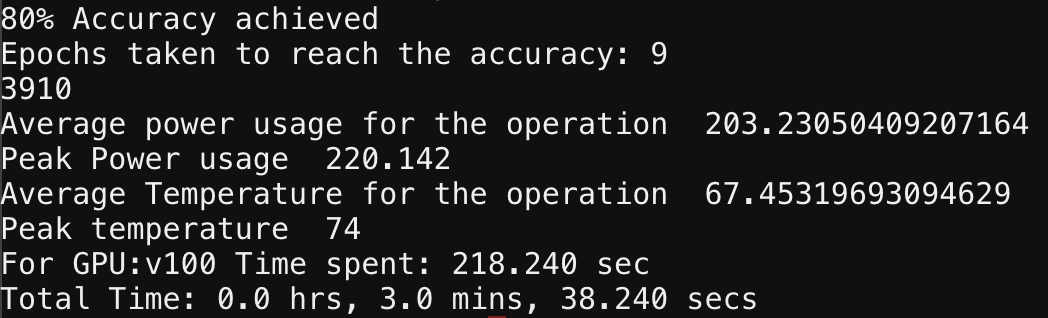 80% Accuracy achieved
Epochs taken to reach the accuracy: 9
3910
Average power usage for the operation  203.23050409207164
Peak Power usage  220.142
Average Temperature for the operation  67.45319693094629
Peak temperature  74
For GPU:v100 Time spent: 218.240 sec
Total Time: 0.0 hrs, 3.0 mins, 38.240 secs